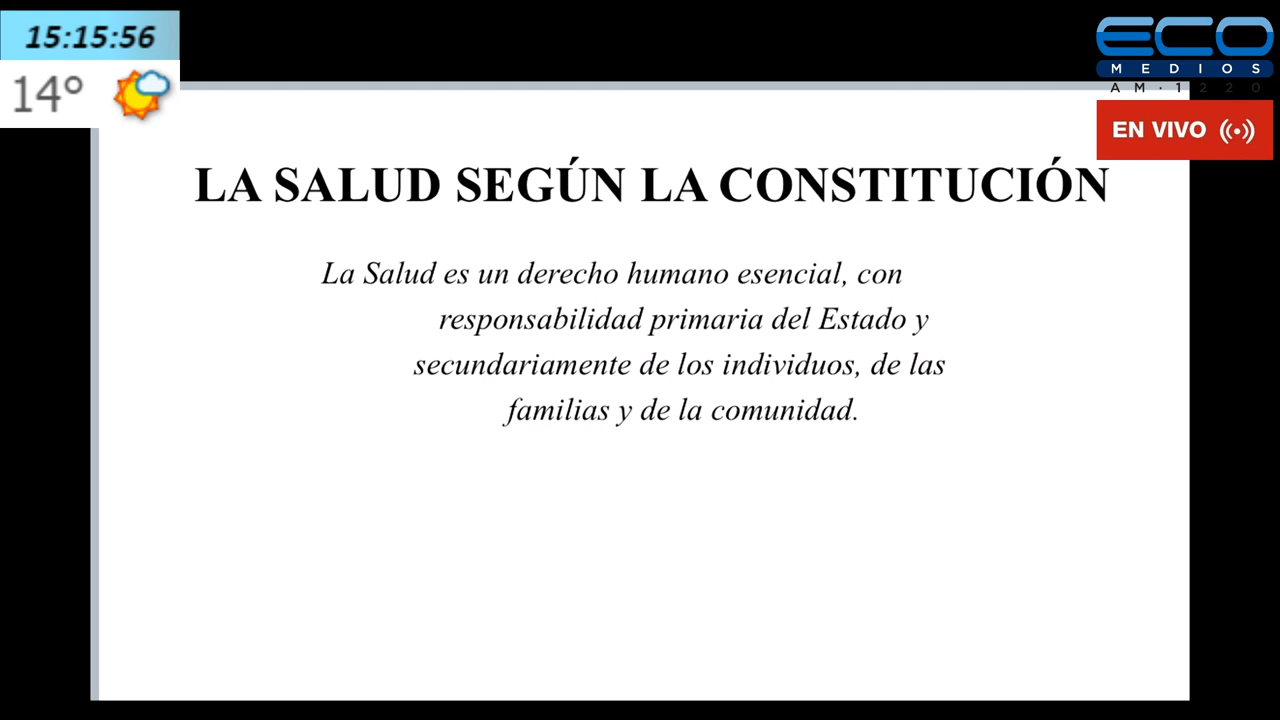 15:15:56
14°
ECO
MEDIOS
AM·1220
EN VIVO
LA SALUD SEGÚN LA CONSTITUCIÓN
La Salud es un derecho humano esencial, con
responsabilidad primaria del Estado y
secundariamente de los individuos, de las
familias y de la comunidad.